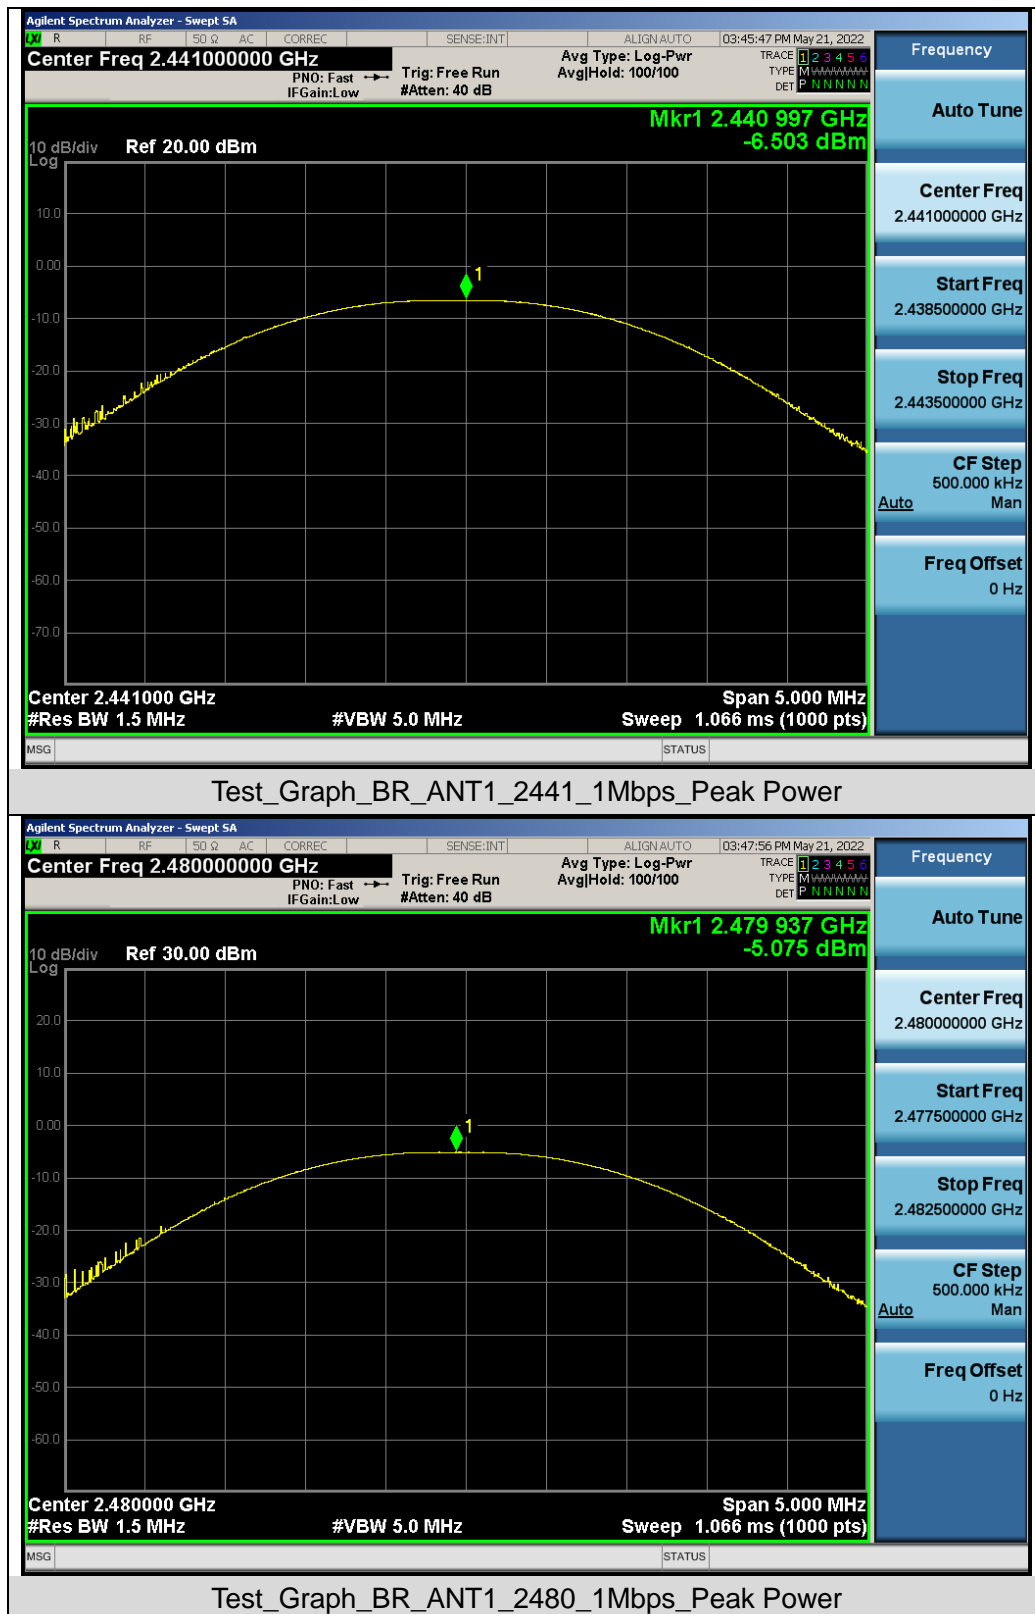 Agilent Spectrum Analyzer - Swept SA
LXI R RF 50 Ω AC CORREC SENSE:INT ALIGN AUTO 03:45:47 PM May 21, 2022
Center Freq 2.441000000 GHz
PNO: Fast
IFGain:Low
Trig: Free Run
#Atten: 40 dB
Avg Type: Log-Pwr
Avg|Hold: 100/100
TRACE 1 2 3 4 5 6
TYPE M WWWWW
DET P N N N N N
Mkr1 2.440 997 GHz
-6.503 dBm
10 dB/div Ref 20.00 dBm
Log
10.0
0.00
-10.0
-20.0
-30.0
-40.0
-50.0
-60.0
-70.0
1
Center 2.441000 GHz Span 5.000 MHz
#Res BW 1.5 MHz #VBW 5.0 MHz Sweep 1.066 ms (1000 pts)
MSG STATUS
Frequency
Auto Tune
Center Freq
2.441000000 GHz
Start Freq
2.438500000 GHz
Stop Freq
2.443500000 GHz
CF Step
500.000 kHz
Auto Man
Freq Offset
0 Hz
Test_Graph_BR_ANT1_2441_1Mbps_Peak Power
Agilent Spectrum Analyzer - Swept SA
LXI R RF 50 Ω AC CORREC SENSE:INT ALIGN AUTO 03:47:56 PM May 21, 2022
Center Freq 2.480000000 GHz
PNO: Fast
IFGain:Low
Trig: Free Run
#Atten: 40 dB
Avg Type: Log-Pwr
Avg|Hold: 100/100
TRACE 1 2 3 4 5 6
TYPE M WWWWW
DET P N N N N N
Mkr1 2.479 937 GHz
-5.075 dBm
10 dB/div Ref 30.00 dBm
Log
20.0
10.0
0.00
-10.0
-20.0
-30.0
-40.0
-50.0
-60.0
1
Center 2.480000 GHz Span 5.000 MHz
#Res BW 1.5 MHz #VBW 5.0 MHz Sweep 1.066 ms (1000 pts)
MSG STATUS
Frequency
Auto Tune
Center Freq
2.480000000 GHz
Start Freq
2.477500000 GHz
Stop Freq
2.482500000 GHz
CF Step
500.000 kHz
Auto Man
Freq Offset
0 Hz
Test_Graph_BR_ANT1_2480_1Mbps_Peak Power